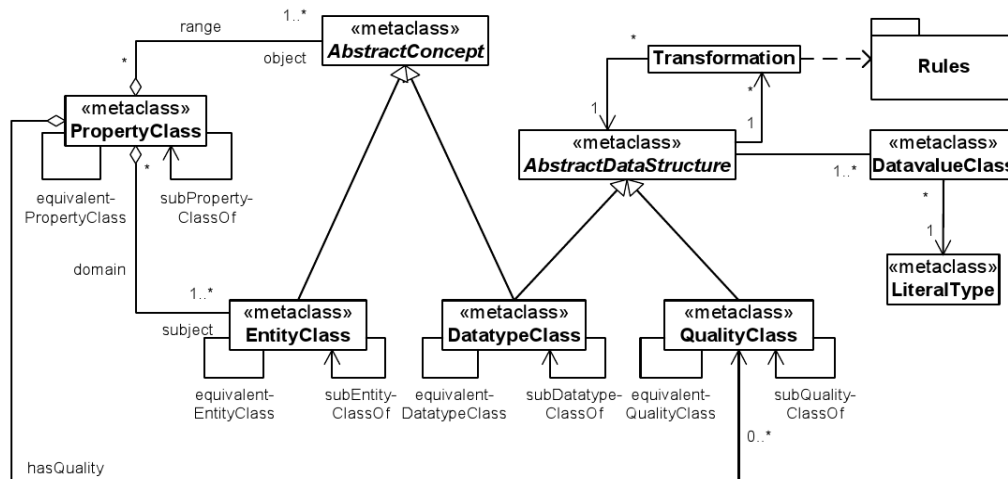 range
1..*
«metaclass»
AbstractConcept
object
*
«metaclass»
PropertyClass
*
equivalent-
PropertyClass
subProperty-
ClassOf
domain
1..*
subject
«metaclass»
EntityClass
equivalent-
EntityClass
subEntity-
ClassOf
hasQuality
*
Transformation
*
Rules
1
1
«metaclass»
AbstractDataStructure
1..*
«metaclass»
DatavalueClass
*
1
«metaclass»
LiteralType
«metaclass»
DatatypeClass
equivalent-
DatatypeClass
subDatatype-
ClassOf
«metaclass»
QualityClass
equivalent-
QualityClass
subQuality-
ClassOf
0..*